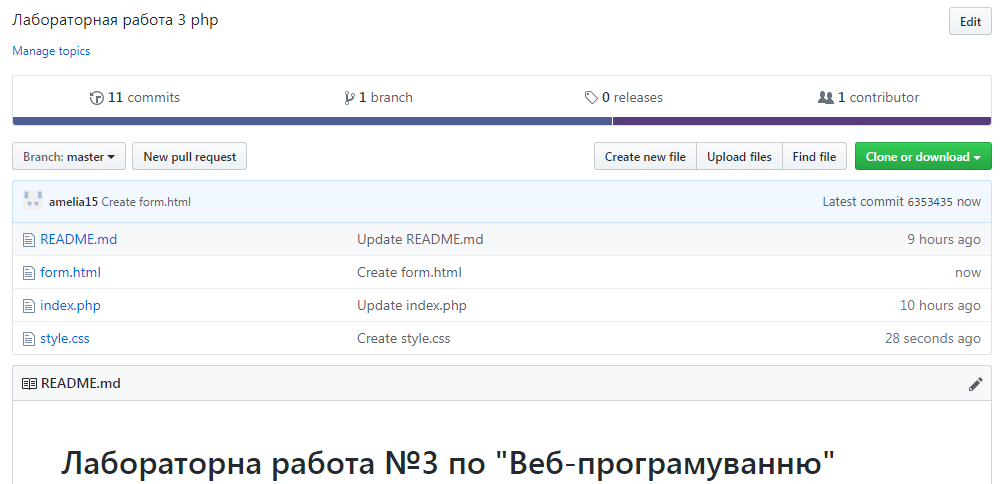 Лабораторная работа 3 php
Edit
Manage topics
11 commits 1 branch 0 releases 1 contributor
Branch: master New pull request Create new file Upload files Find file Clone or download
amelia15 Create form.html Latest commit 6353435 now
README.md Update README.md 9 hours ago
form.html Create form.html now
index.php Update index.php 10 hours ago
style.css Create style.css 28 seconds ago
README.md
Лабораторна работа №3 по "Веб-програмуванню"